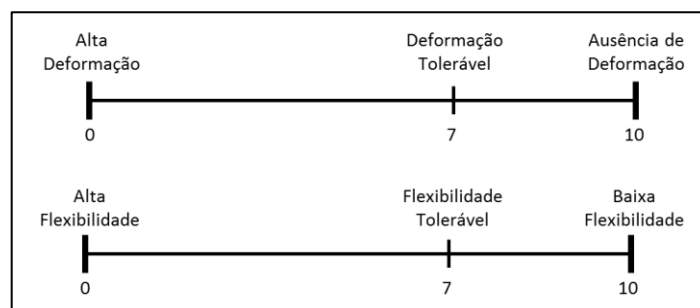 Alta
Deformação
Deformação
Tolerável
Ausência de
Deformação
0
7
10
Alta
Flexibilidade
Flexibilidade
Tolerável
Baixa
Flexibilidade
0
7
10